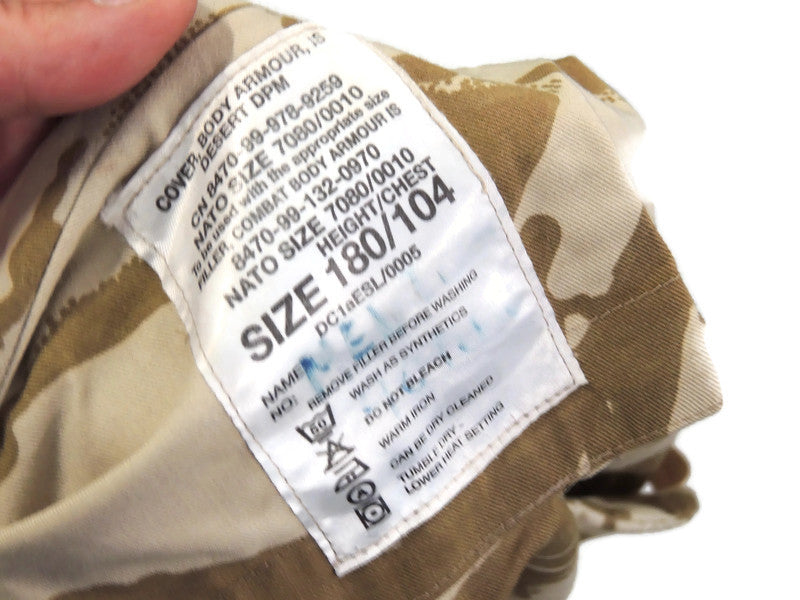 COVER, BODY ARMOUR, IS
DESERT DPM
CN 8470-99-978-9259
NATO SIZE 7080/0010
To be used with the appropriate size
FILLER, COMBAT BODY ARMOUR IS
8470-99-132-0970
NATO SIZE 7080/0010
HEIGHT/CHEST
SIZE 180/104
DC1aESL/0005
NAME
NO:
REMOVE FILLER BEFORE WASHING
WASH AS SYNTHETICS
DO NOT BLEACH
WARM IRON
CAN BE DRY CLEANED
TUMBLE DRY -
LOWER HEAT SETTING